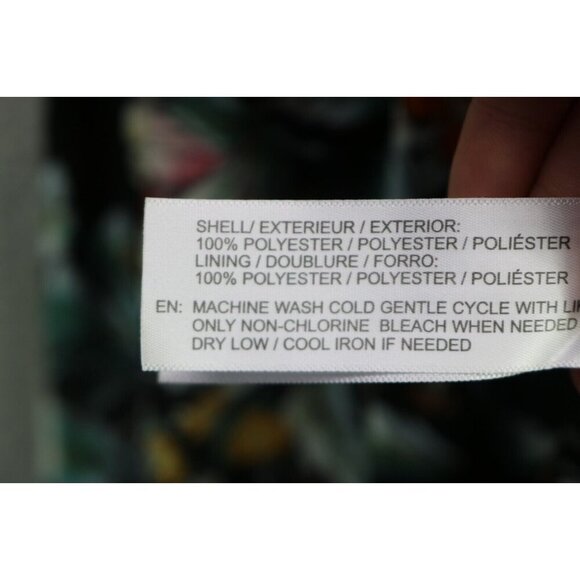 SHELL/ EXTERIEUR / EXTERIOR:
100% POLYESTER / POLYESTER / POLIÉSTER
LINING / DOUBLURE / FORRO:
100% POLYESTER / POLYESTER / POLIÉSTER
EN: MACHINE WASH COLD GENTLE CYCLE WITH
ONLY NON-CHLORINE BLEACH WHEN NEEDED
DRY LOW / COOL IRON IF NEEDED